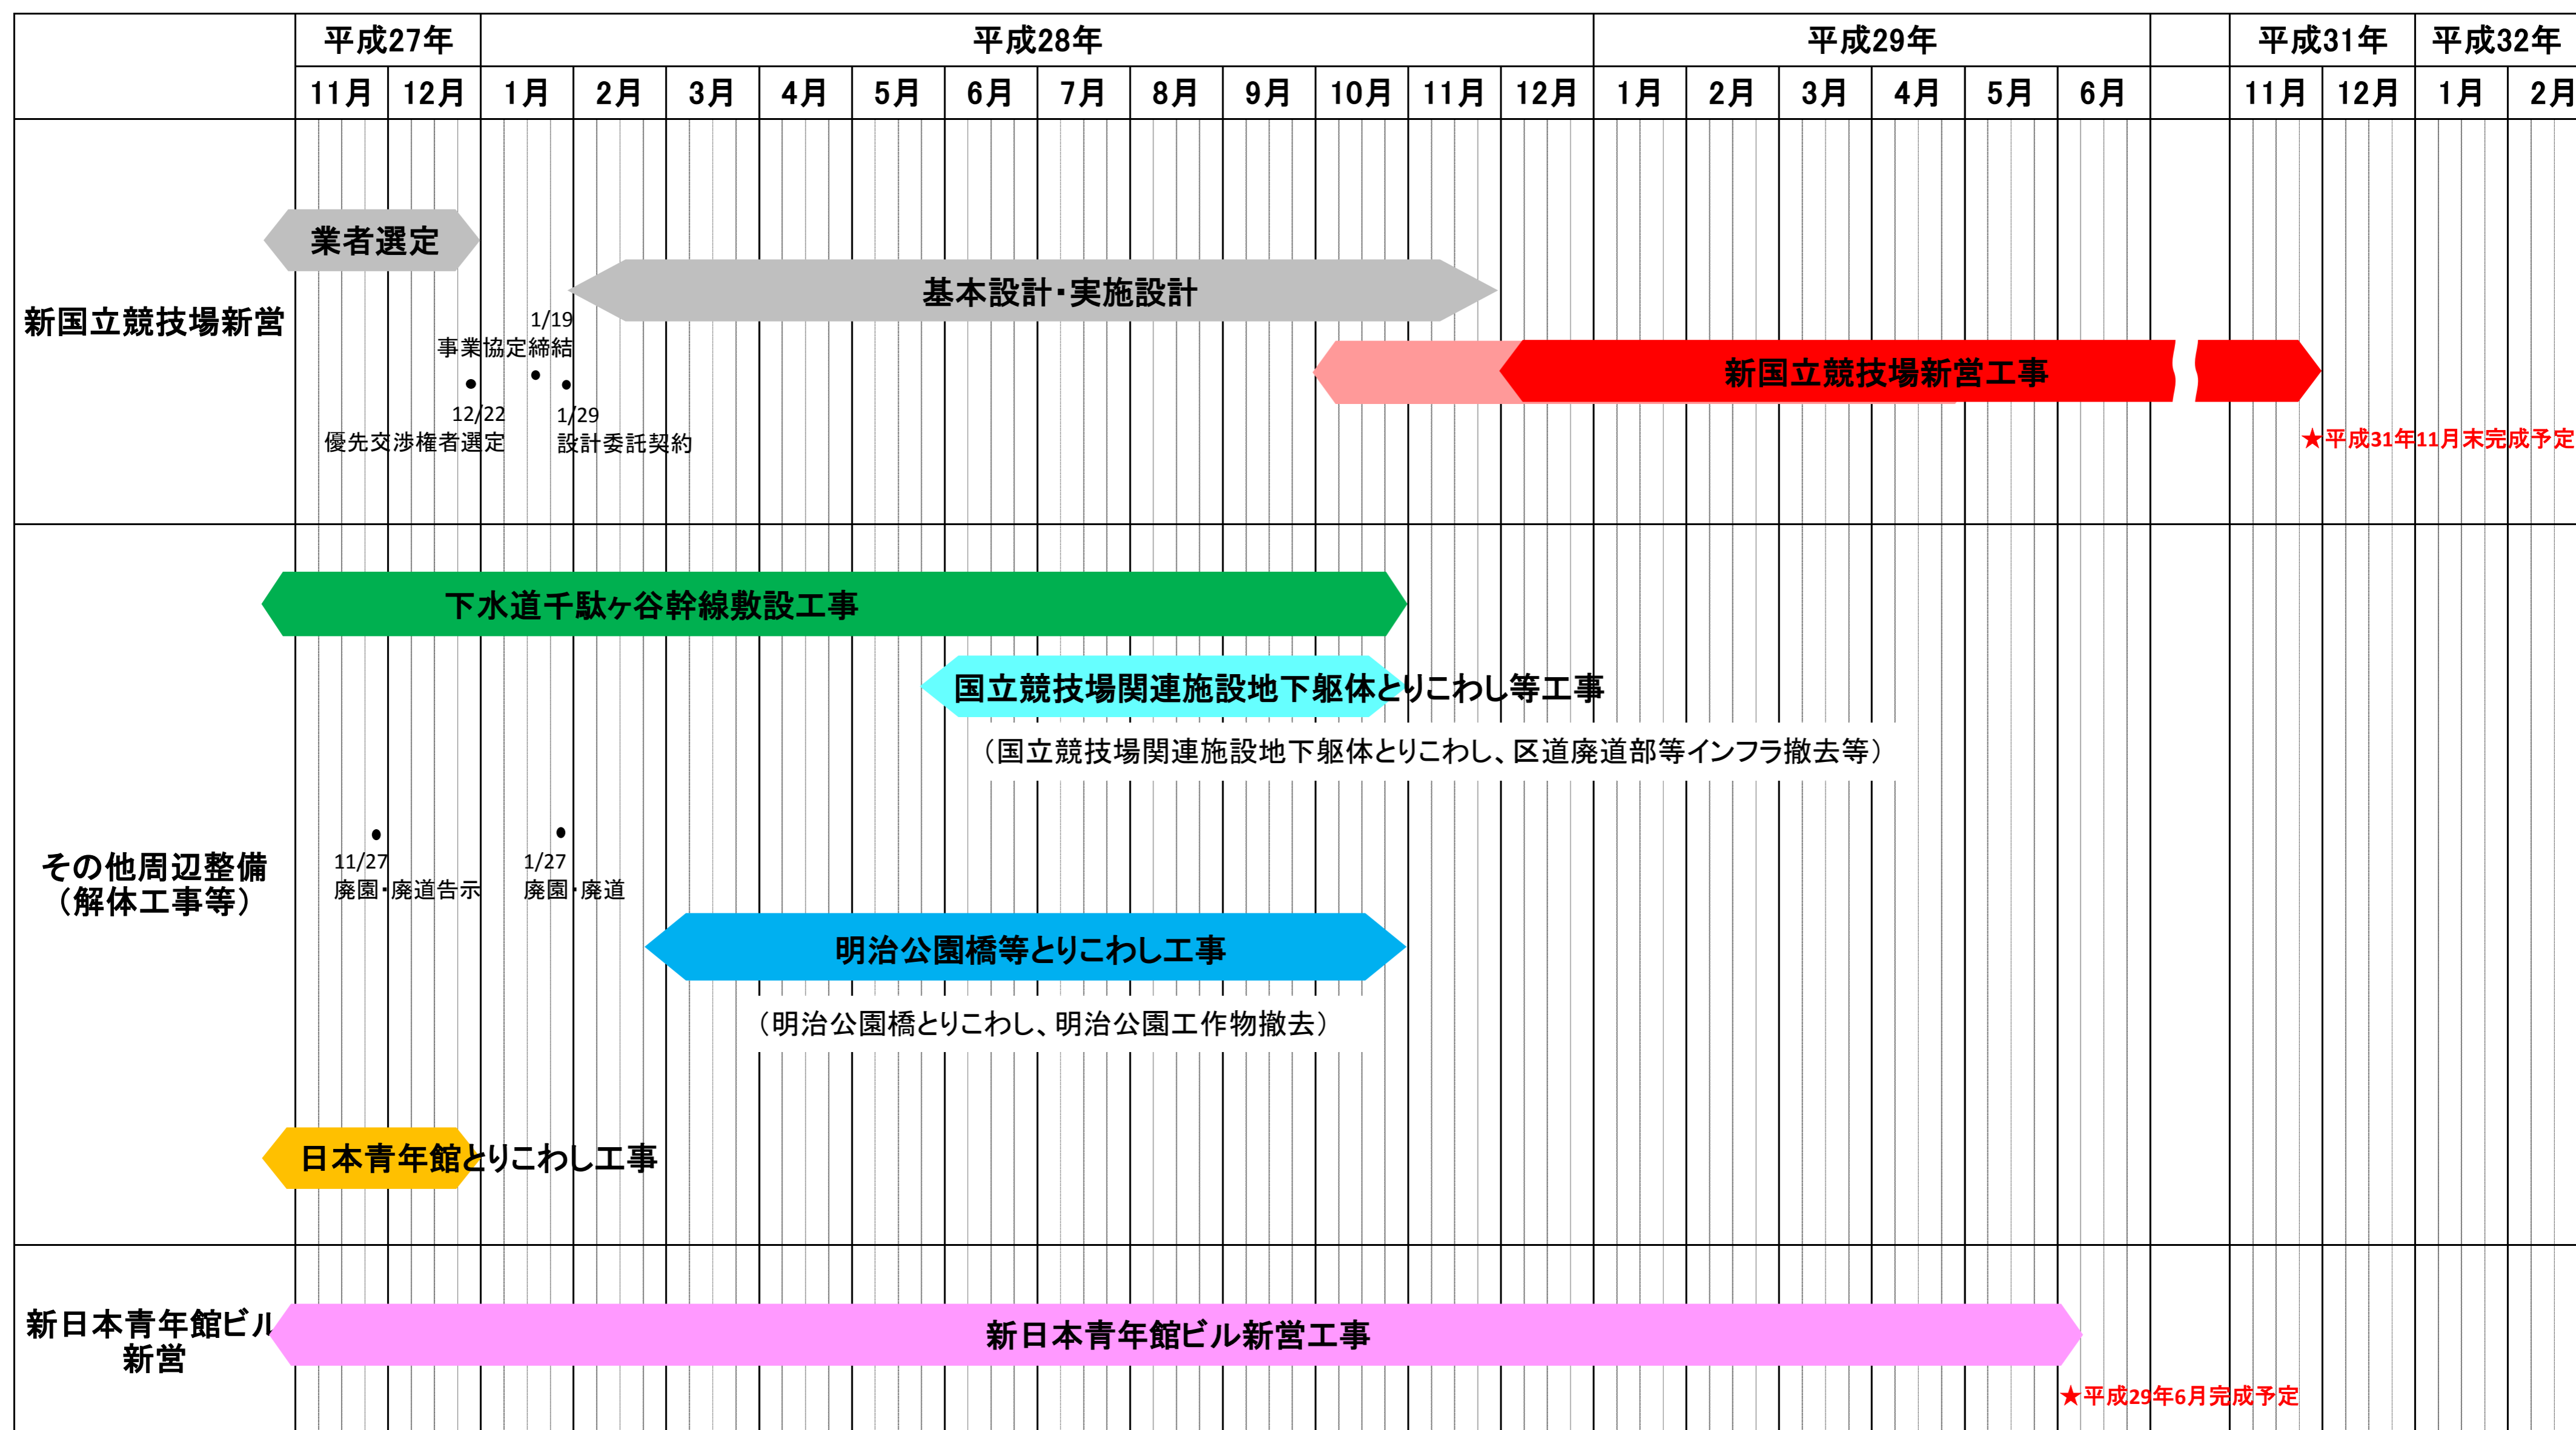 平成27年 平成28年 平成29年 平成31年 平成32年
11月 12月 1月 2月 3月 4月 5月 6月 7月 8月 9月 10月 11月 12月 1月 2月 3月 4月 5月 6月 11月 12月 1月 2月
新国立競技場新営
業者選定
基本設計・実施設計
1/19
事業協定締結
新国立競技場新営工事
12/22
優先交渉権者選定
1/29
設計委託契約
★平成31年11月末完成予定
その他周辺整備
（解体工事等）
下水道千駄ヶ谷幹線敷設工事
国立競技場関連施設地下躯体とりこわし等工事
（国立競技場関連施設地下躯体とりこわし、区道廃道部等インフラ撤去等）
11/27
廃園・廃道告示
1/27
廃園・廃道
明治公園橋等とりこわし工事
（明治公園橋とりこわし、明治公園工作物撤去）
日本青年館とりこわし工事
新日本青年館ビル
新営
新日本青年館ビル新営工事
★平成29年6月完成予定